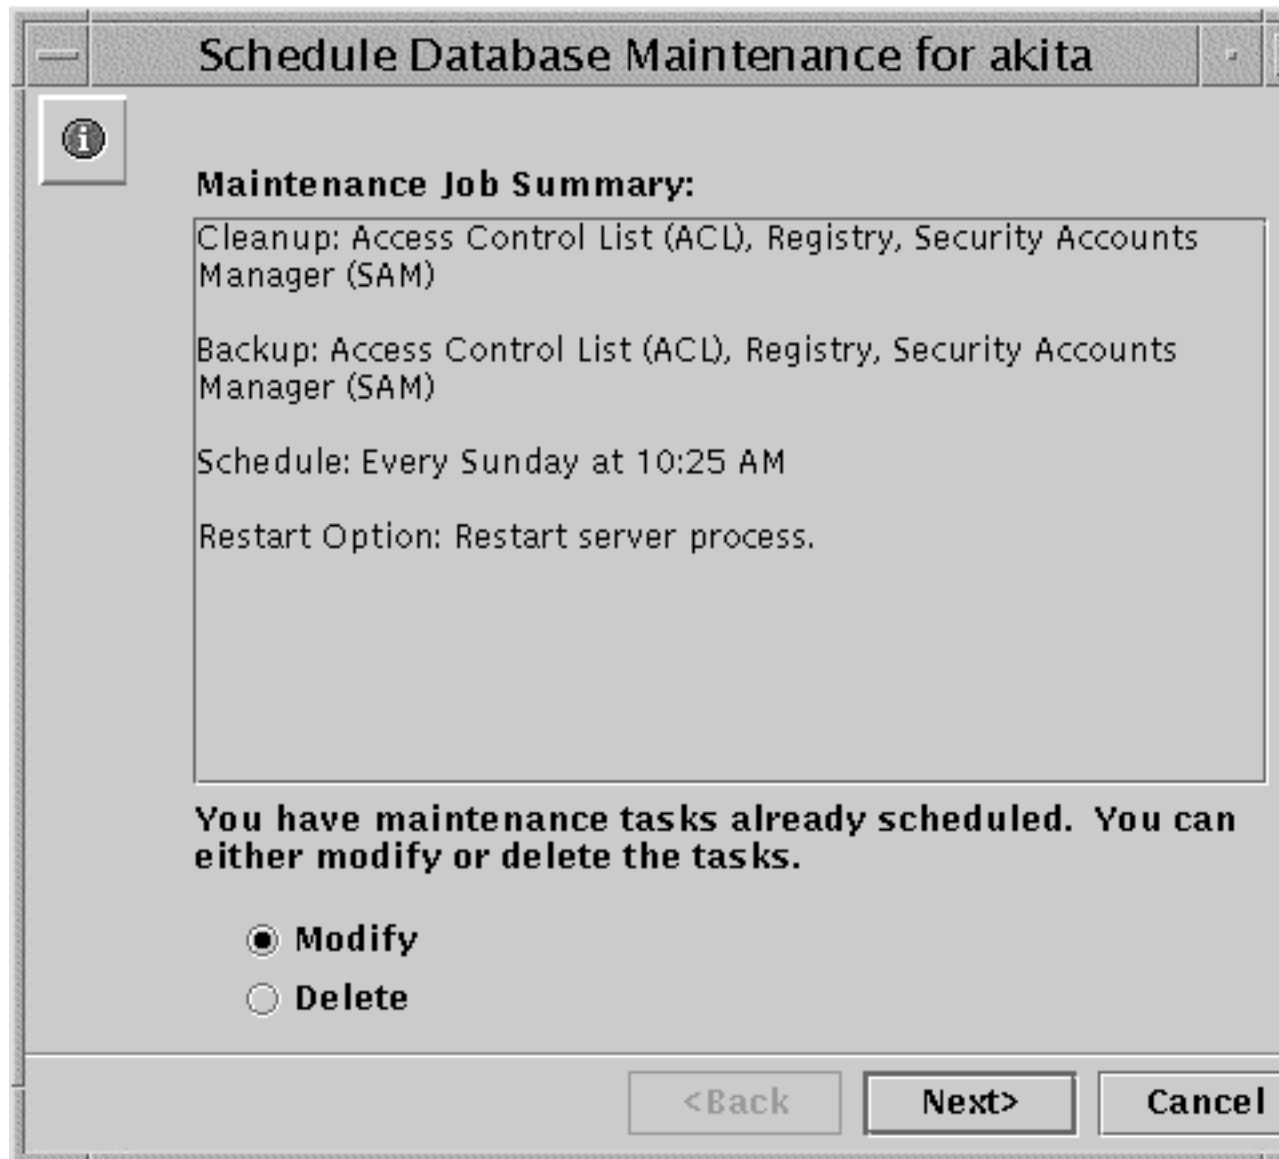 Schedule Database Maintenance for akita
Maintenance Job Summary:
Cleanup: Access Control List (ACL), Registry, Security Accounts
Manager (SAM)
Backup: Access Control List (ACL), Registry, Security Accounts
Manager (SAM)
Schedule: Every Sunday at 10:25 AM
Restart Option: Restart server process.
You have maintenance tasks already scheduled.  You can
either modify or delete the tasks.
Modify
Delete
<Back Next> Cancel